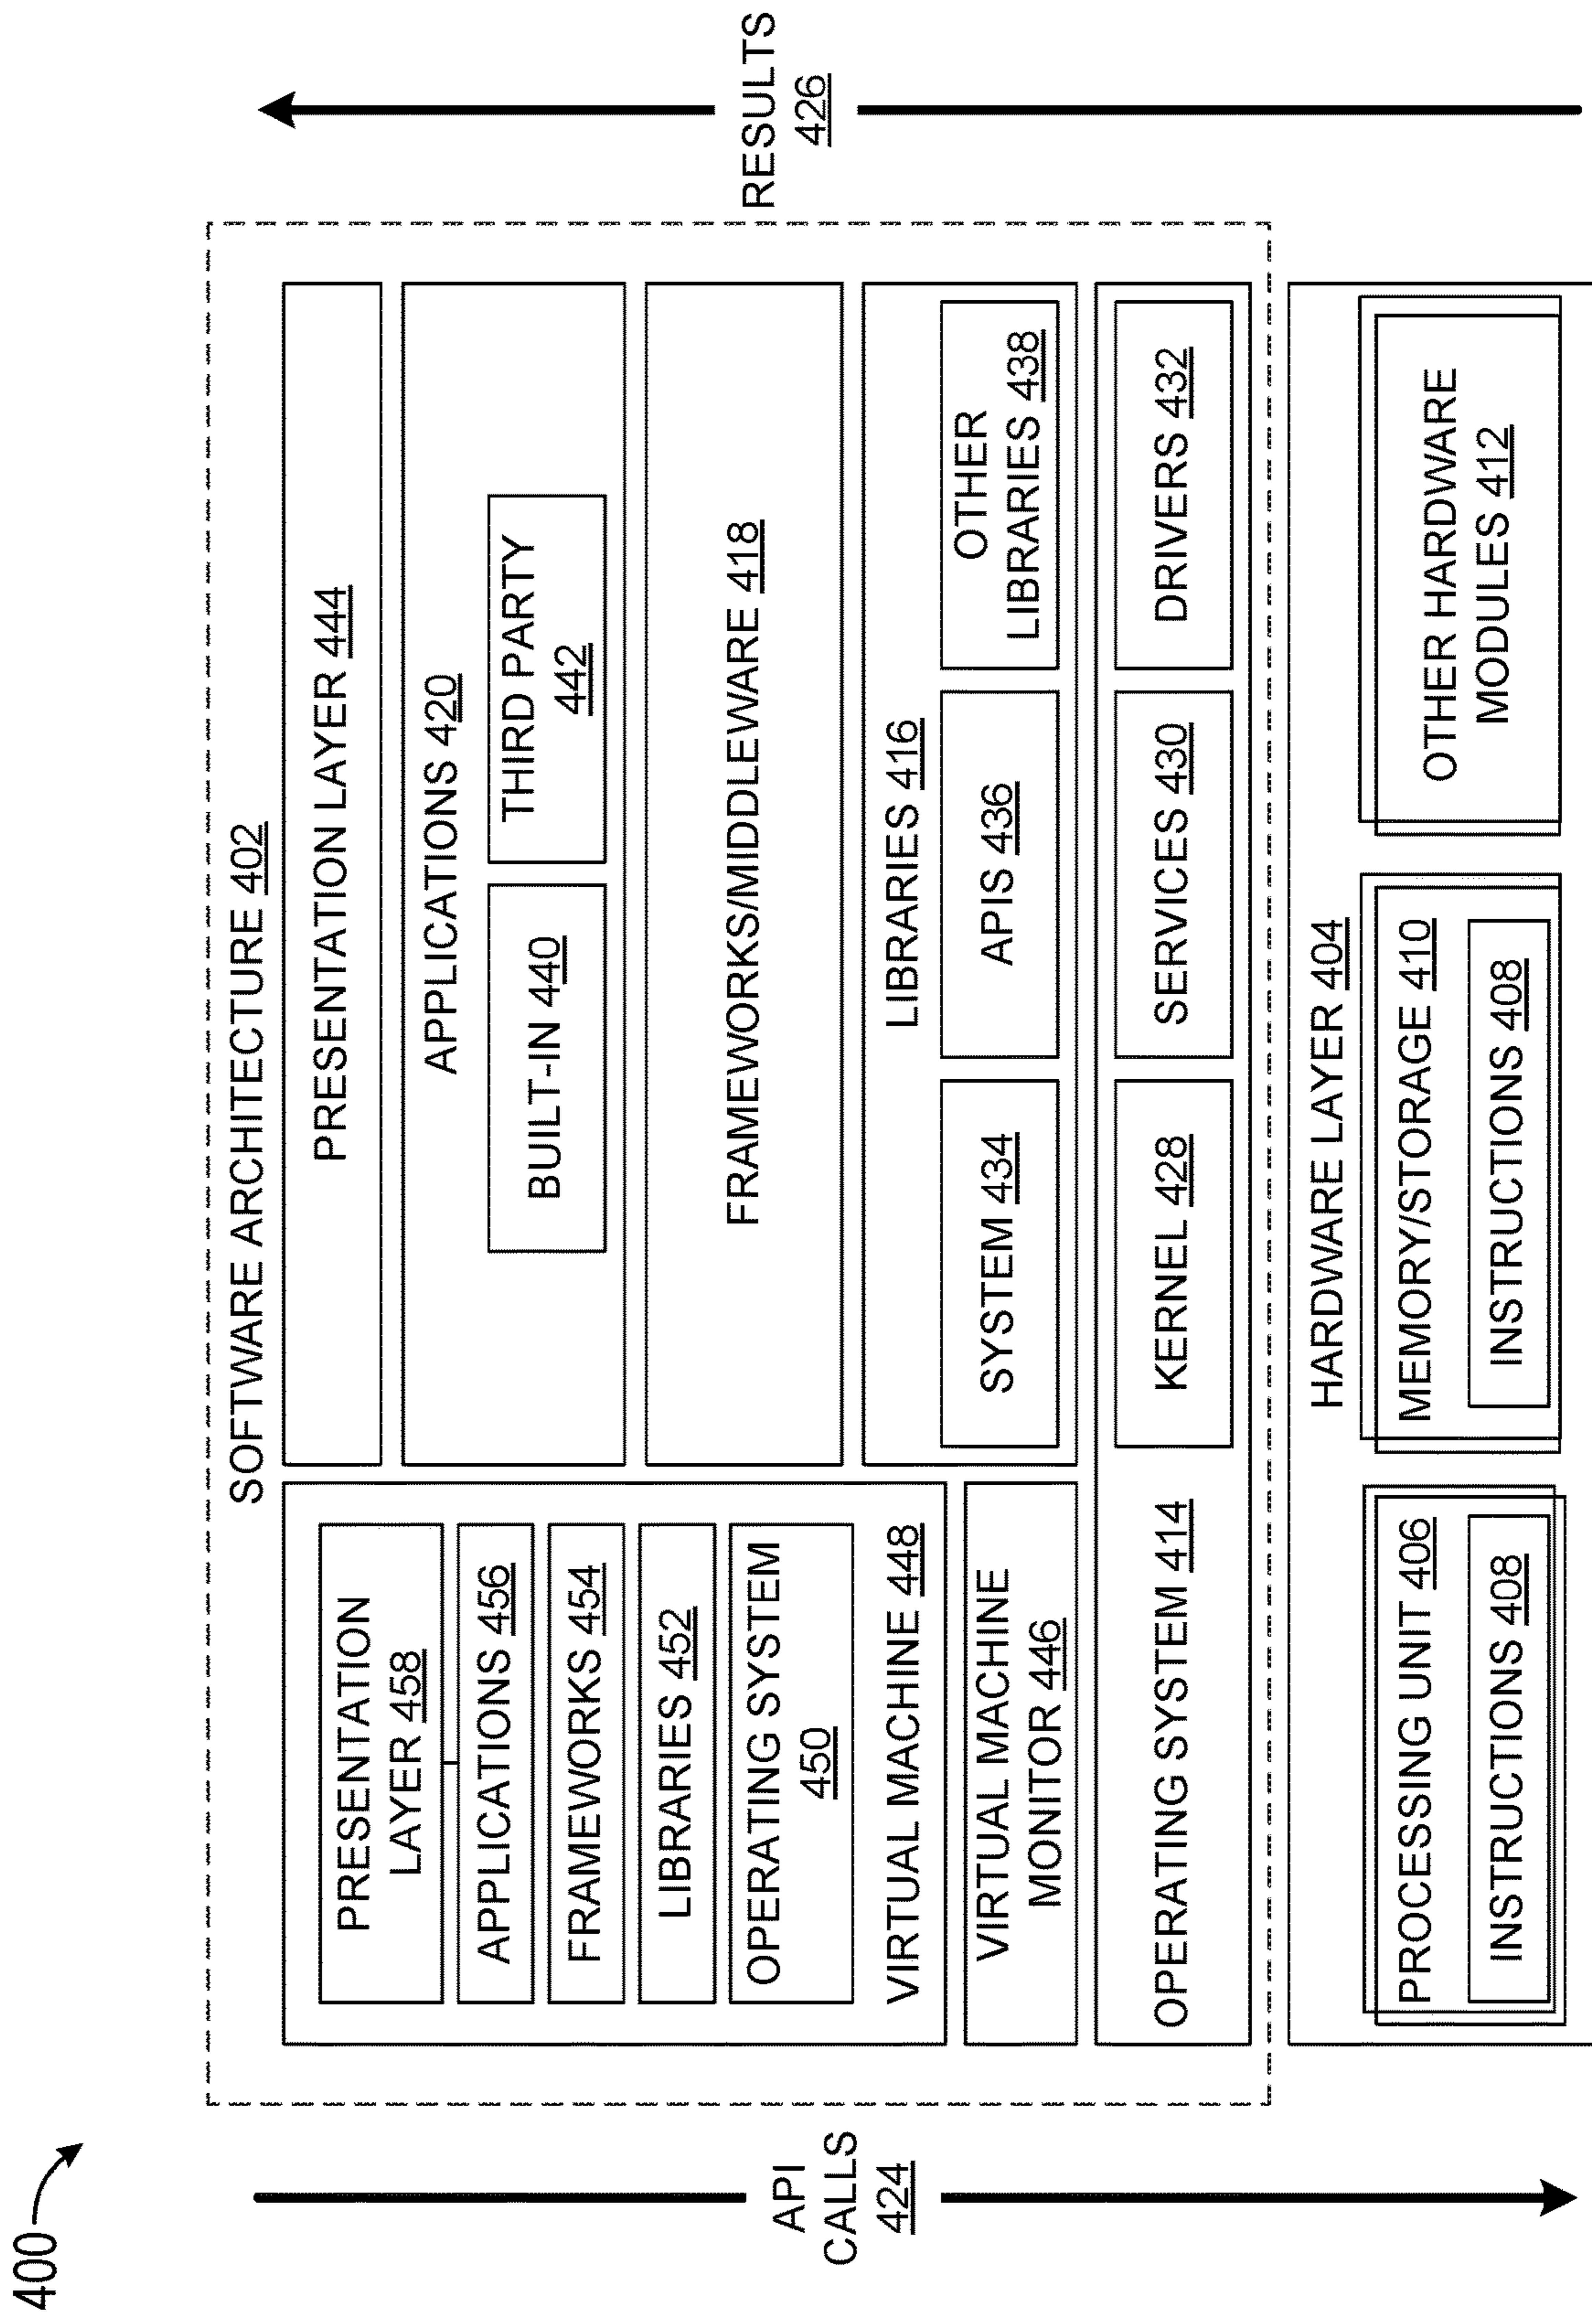 400
SOFTWARE ARCHITECTURE 402
PRESENTATION
LAYER 458
APPLICATIONS 456
FRAMEWORKS 454
LIBRARIES 452
OPERATING SYSTEM
450
VIRTUAL MACHINE 448
VIRTUAL MACHINE
MONITOR 446
PRESENTATION LAYER 444
APPLICATIONS 420
BUILT-IN 440
THIRD PARTY
442
FRAMEWORKS/MIDDLEWARE 418
LIBRARIES 416
SYSTEM 434
APIS 436
OTHER
LIBRARIES 438
OPERATING SYSTEM 414
KERNEL 428
SERVICES 430
DRIVERS 432
API
CALLS
424
RESULTS
426
HARDWARE LAYER 404
PROCESSING UNIT 406
INSTRUCTIONS 408
MEMORY/STORAGE 410
INSTRUCTIONS 408
OTHER HARDWARE
MODULES 412